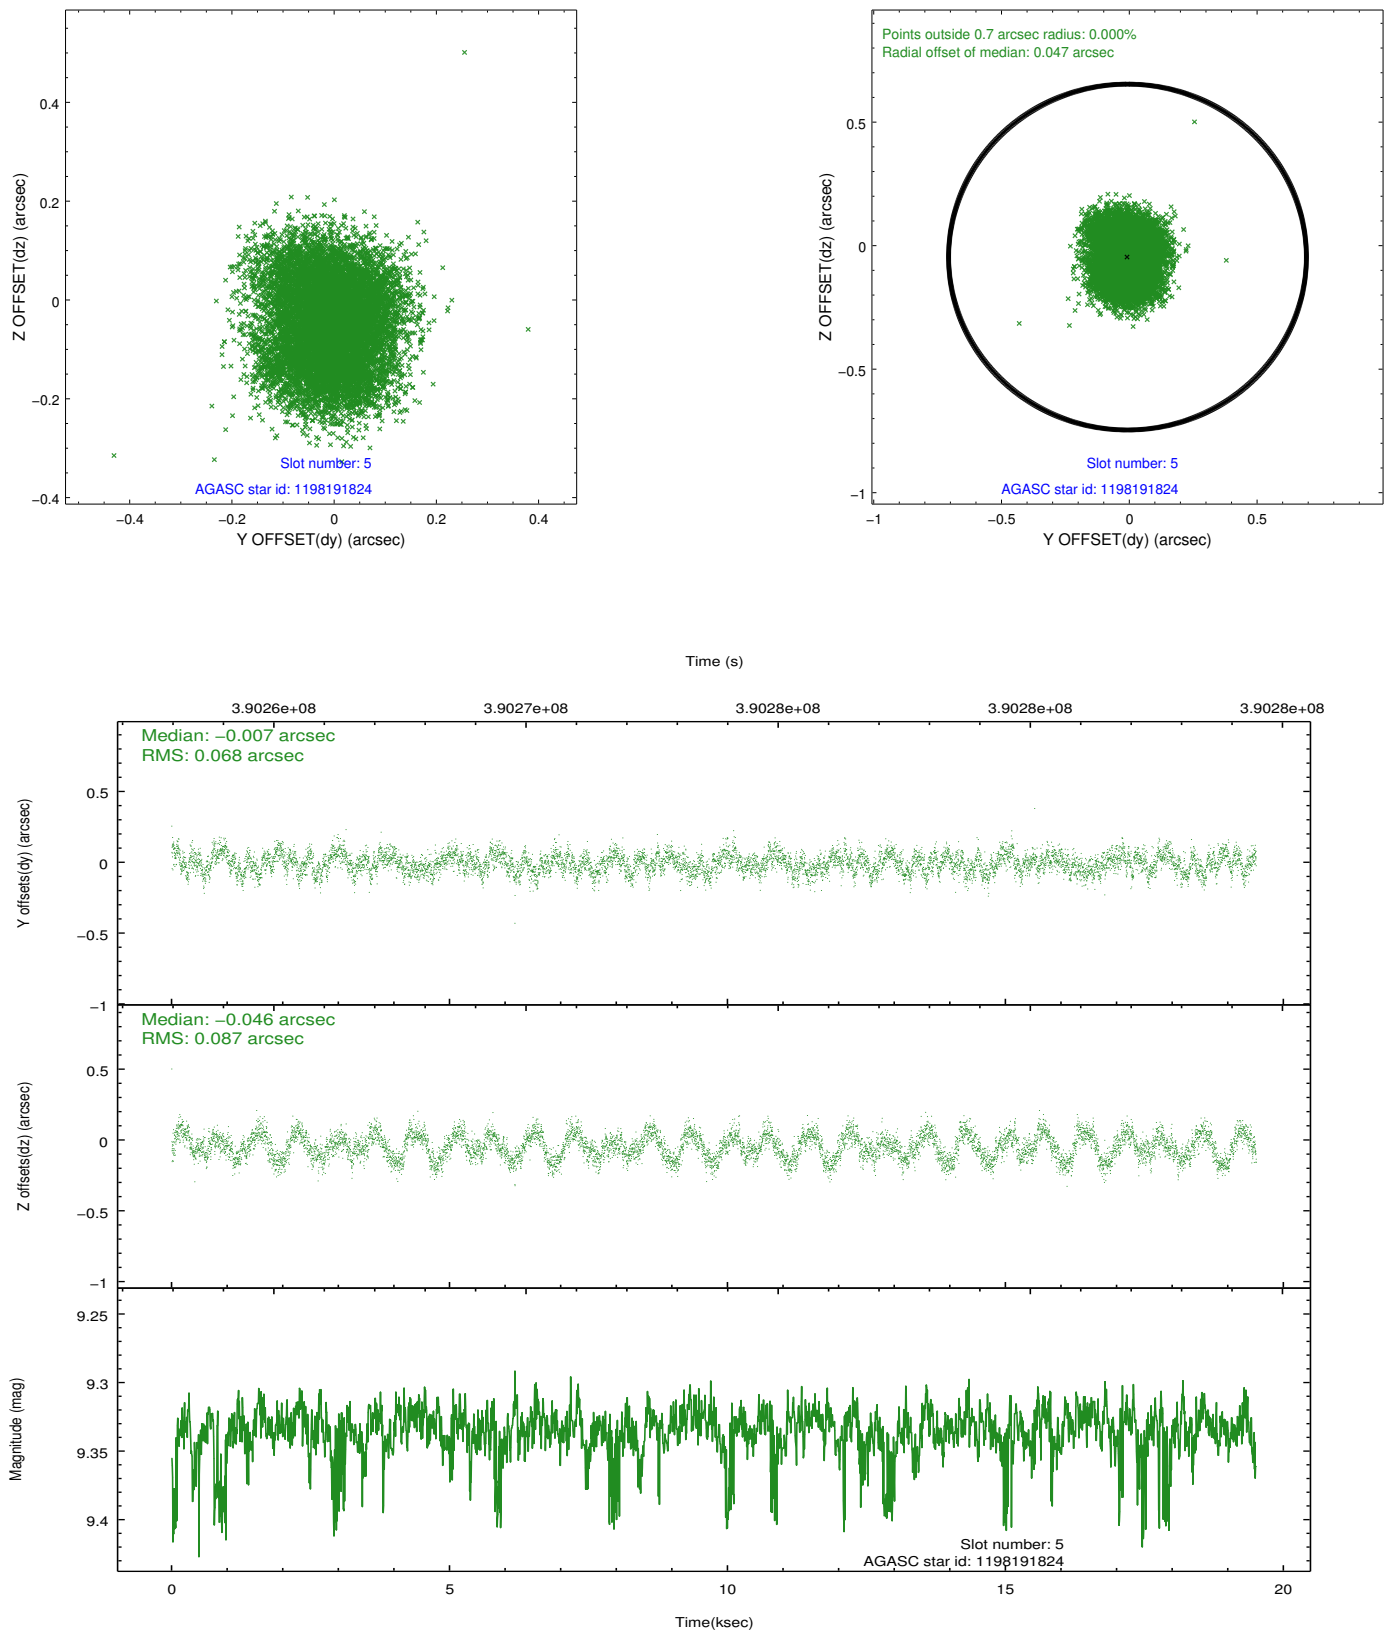 0.4
0.2
0
−0.2
−0.4
−0.4
−0.2
0
0.2
0.4
Z OFFSET(dz) (arcsec)
Y OFFSET(dy) (arcsec)
Slot number: 5
AGASC star id: 1198191824
Points outside 0.7 arcsec radius: 0.000%
Radial offset of median: 0.047 arcsec
0.5
0
−0.5
−1
−1
−0.5
0
0.5
Z OFFSET(dz) (arcsec)
Y OFFSET(dy) (arcsec)
Slot number: 5
AGASC star id: 1198191824
Time (s)
3.9026e+08
3.9027e+08
3.9028e+08
3.9028e+08
3.9028e+08
Median: −0.007 arcsec
RMS: 0.068 arcsec
0.5
0
−0.5
−1
Y offsets(dy) (arcsec)
Median: −0.046 arcsec
RMS: 0.087 arcsec
0.5
0
−0.5
−1
Z offsets(dz) (arcsec)
9.25
9.3
9.35
9.4
Magnitude (mag)
Slot number: 5
AGASC star id: 1198191824
0
5
10
15
20
Time(ksec)